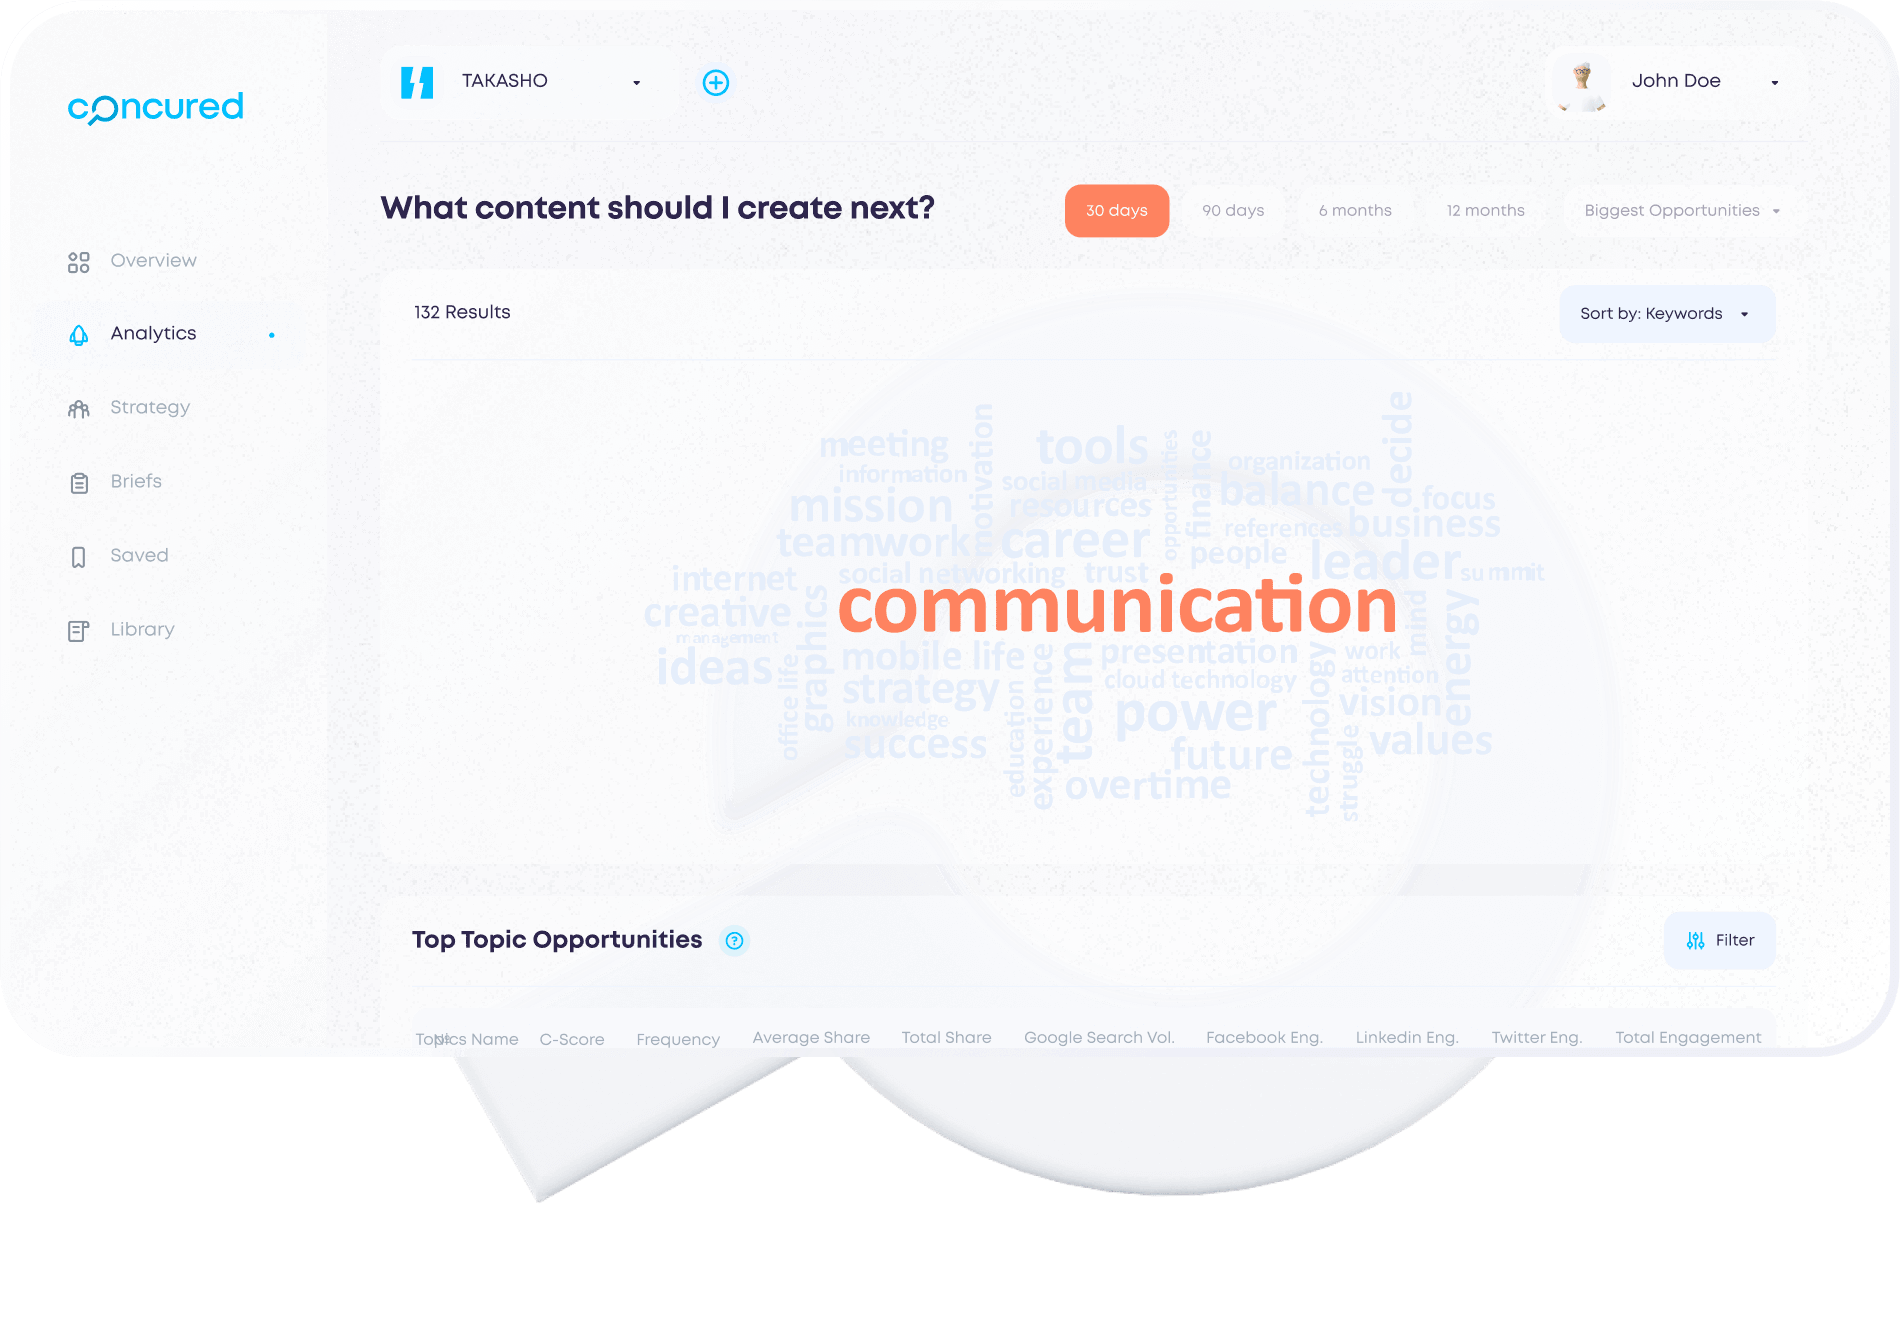 concured
TAKASHO
John Doe
What content should I create next?
30 days
90 days
6 months
12 months
Biggest Opportunities
Overview
Analytics
Strategy
Briefs
Saved
Library
132 Results
Sort by: Keywords
meeting
information
motivation
mission
teamwork
tools
social media
resources
career
opportunities
finance
organization
balance
decide
focus
references
business
people
leader
summit
internet
social networking
trust
creative
communication
management
ideas
graphics
office life
mobile life
strategy
knowledge
success
education
experience
team
presentation
cloud technology
power
future
overtime
technology
struggle
work
attention
mind
energy
vision
values
Top Topic Opportunities
?
Filter
Topics Name
C-Score
Frequency
Average Share
Total Share
Google Search Vol.
Facebook Eng.
Linkedin Eng.
Twitter Eng.
Total Engagement